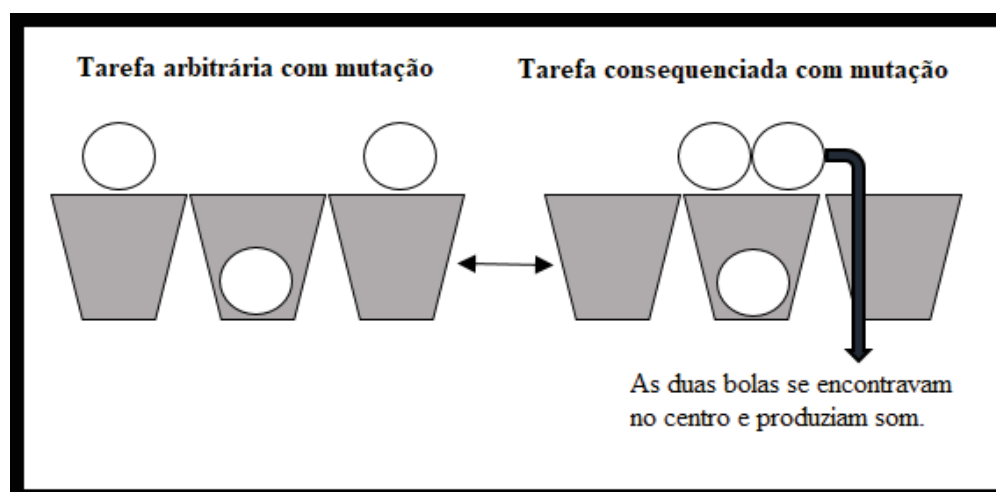 Tarefa arbitrária com mutação
Tarefa consequenciada com mutação
As duas bolas se encontravam
no centro e produziam som.